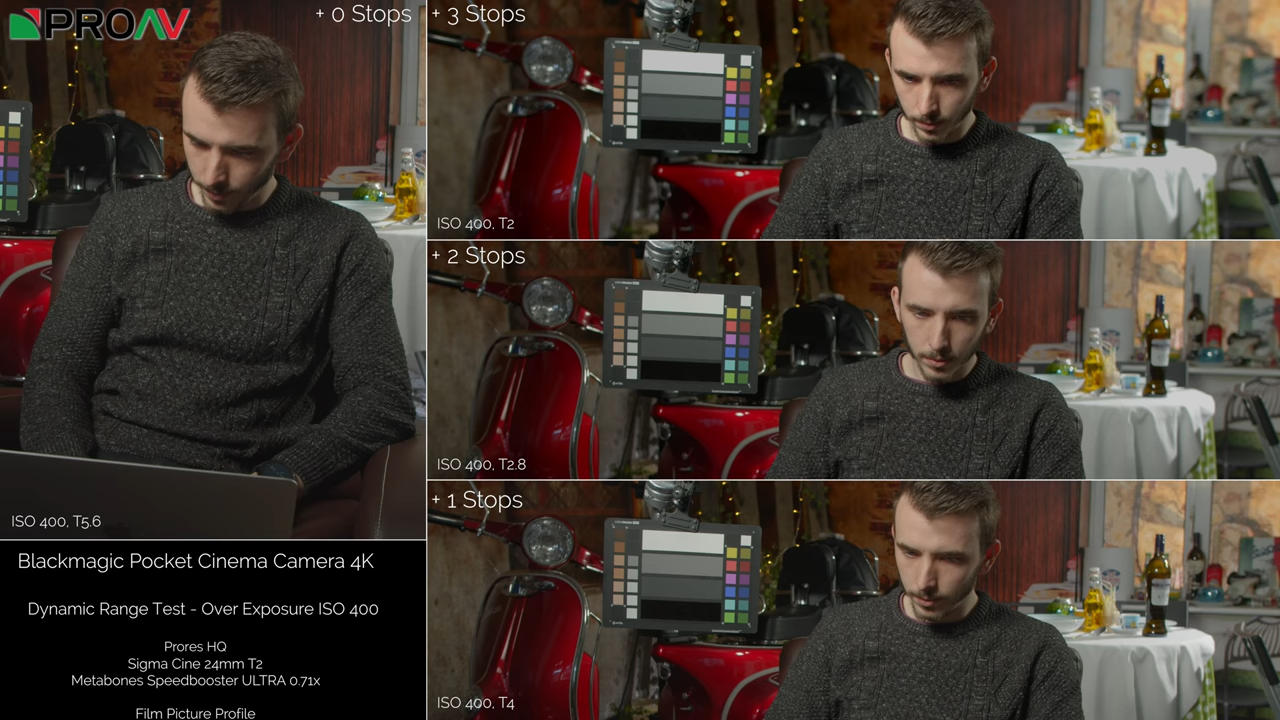 PROAV
+ 0 Stops
ISO 400, T5.6
+ 3 Stops
ISO 400, T2
+ 2 Stops
ISO 400, T2.8
+ 1 Stops
ISO 400, T4
Blackmagic Pocket Cinema Camera 4K
Dynamic Range Test - Over Exposure ISO 400
Prores HQ
Sigma Cine 24mm T2
Metabones Speedbooster ULTRA 0.71x
Film Picture Profile